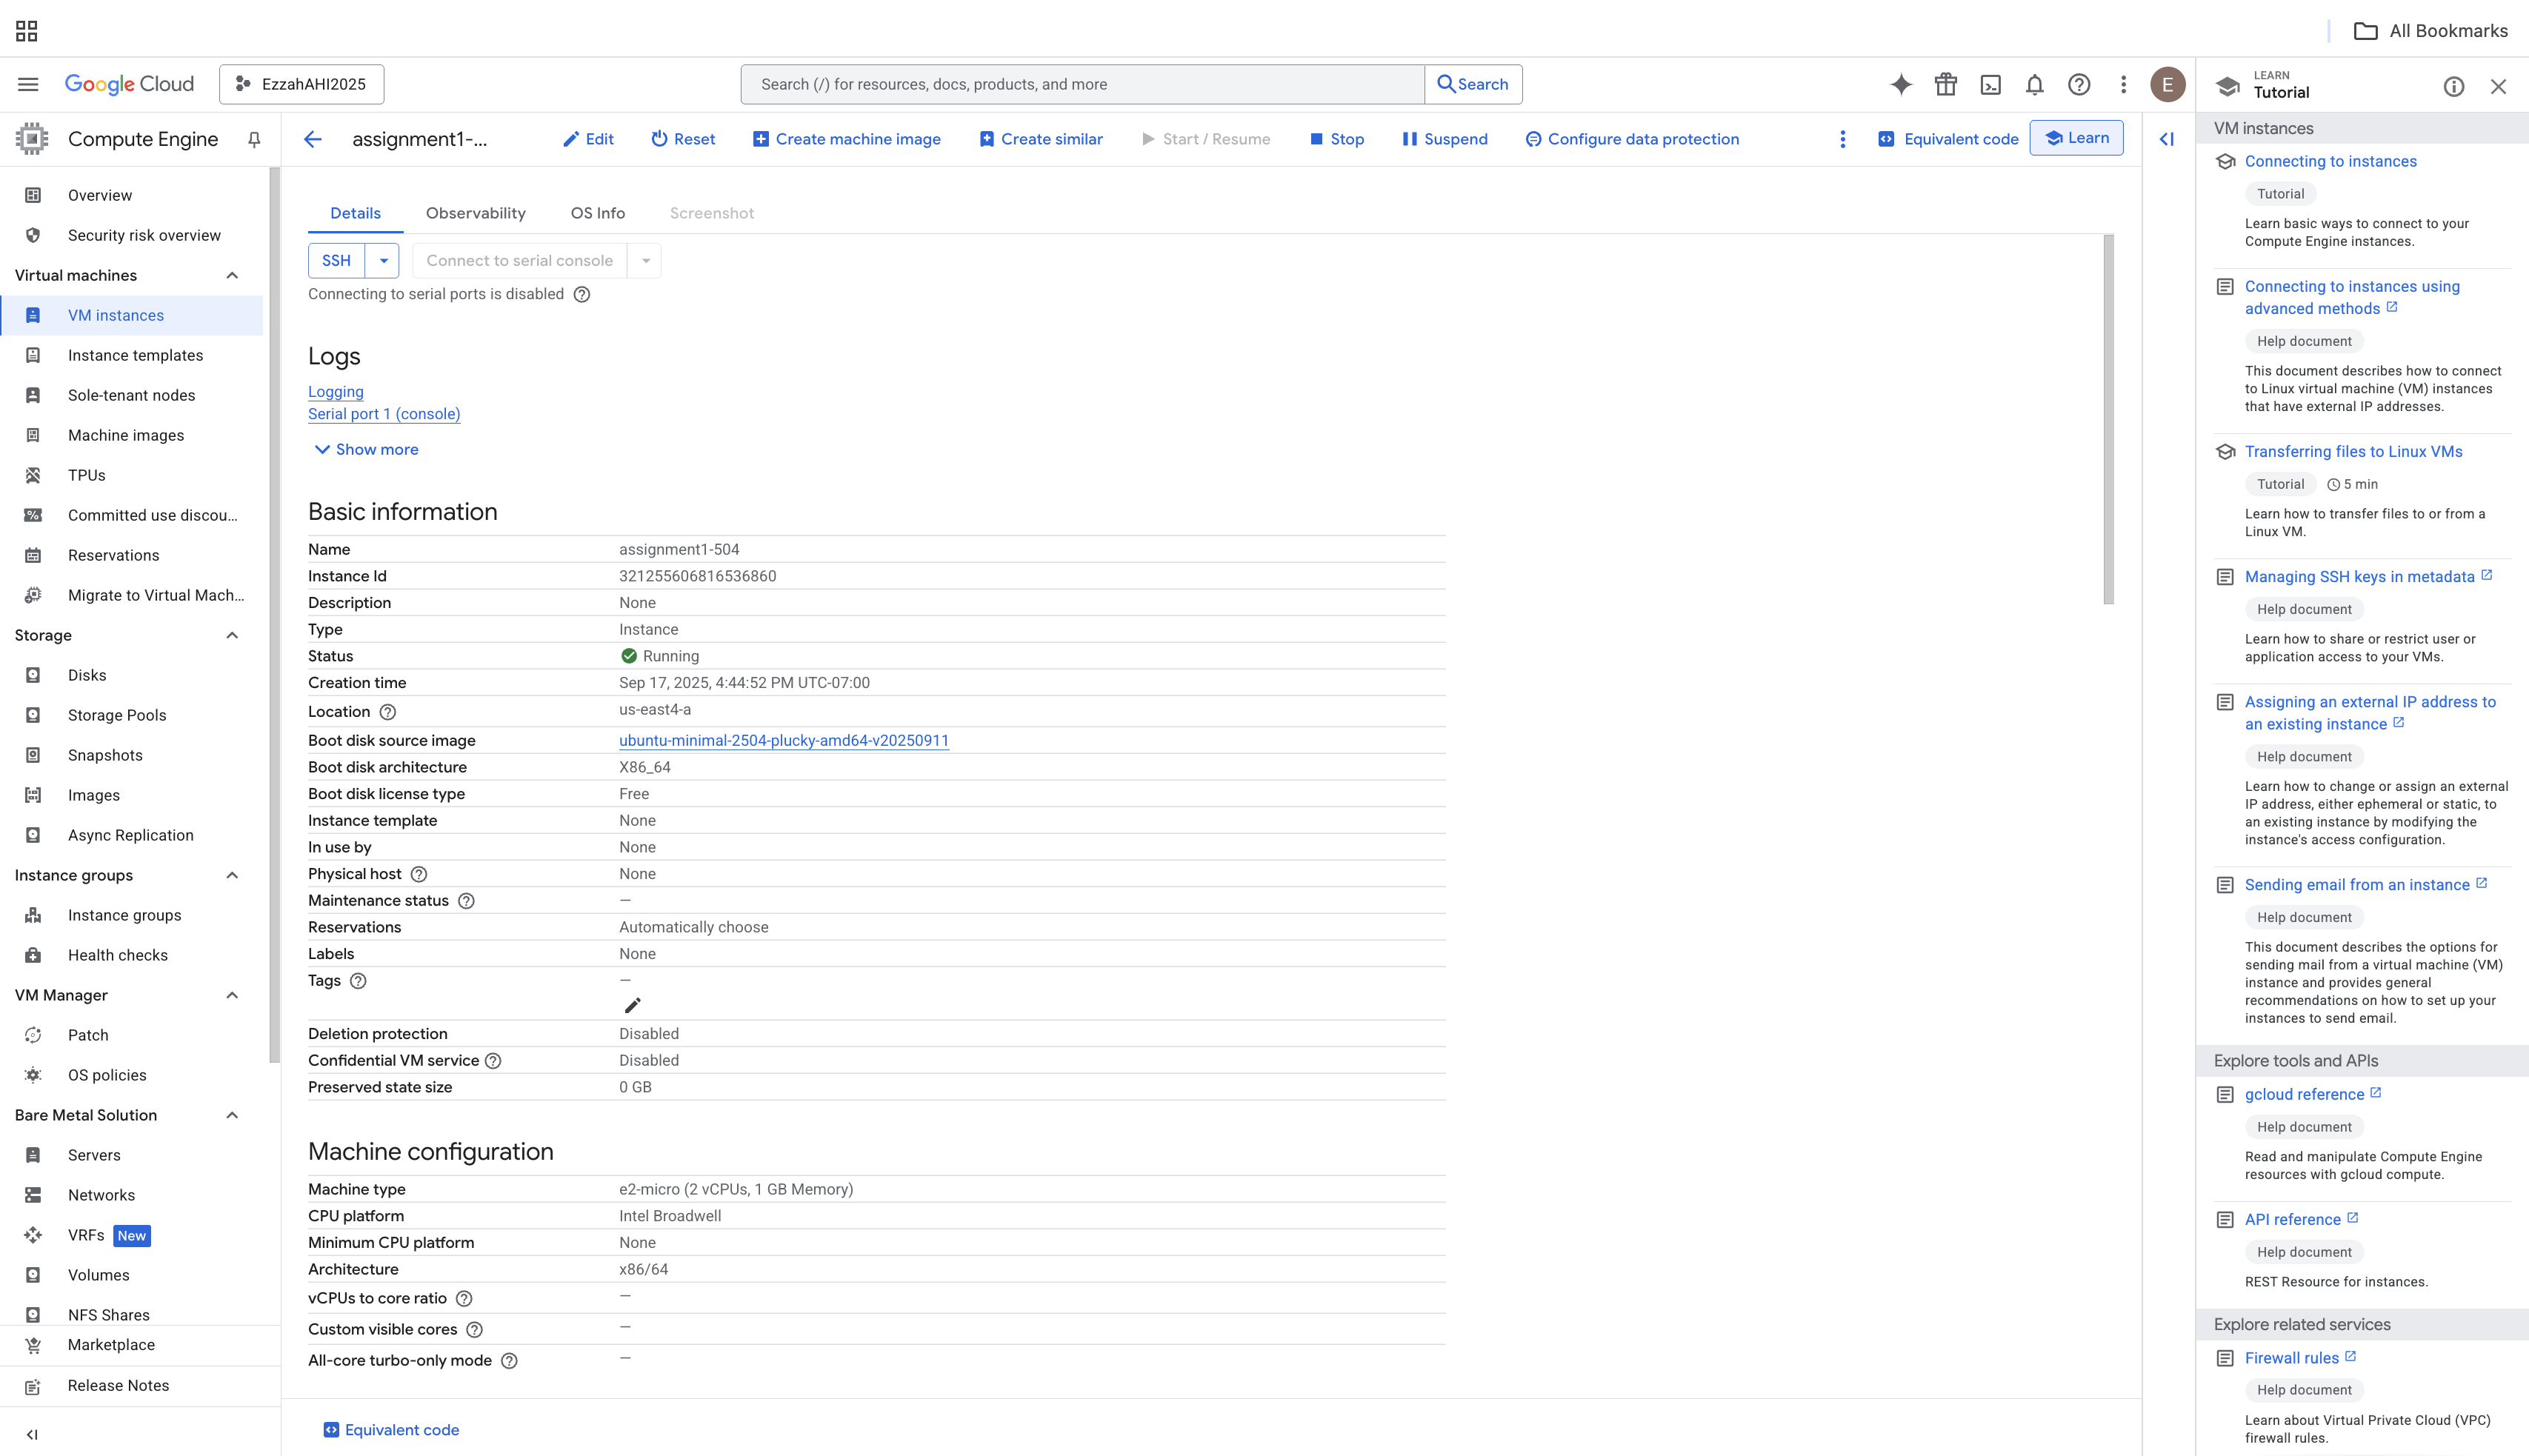 All Bookmarks
Google Cloud
EzzahAHI2025
Search (/) for resources, docs, products, and more
Search
E
LEARN
Tutorial
Compute Engine
assignment1-...
Edit
Reset
Create machine image
Create similar
Start / Resume
Stop
Suspend
Configure data protection
Equivalent code
Learn
Overview
Security risk overview
Virtual machines
VM instances
Instance templates
Sole-tenant nodes
Machine images
TPUs
Committed use discou...
Reservations
Migrate to Virtual Mach...
Storage
Disks
Storage Pools
Snapshots
Images
Async Replication
Instance groups
Instance groups
Health checks
VM Manager
Patch
OS policies
Bare Metal Solution
Servers
Networks
VRFs New
Volumes
NFS Shares
Marketplace
Release Notes
Details
Observability
OS Info
Screenshot
SSH
Connect to serial console
Connecting to serial ports is disabled
Logs
Logging
Serial port 1 (console)
Show more
Basic information
Name assignment1-504
Instance Id 321255606816536860
Description None
Type Instance
Status Running
Creation time Sep 17, 2025, 4:44:52 PM UTC-07:00
Location us-east4-a
Boot disk source image ubuntu-minimal-2504-plucky-amd64-v20250911
Boot disk architecture X86_64
Boot disk license type Free
Instance template None
In use by None
Physical host None
Maintenance status —
Reservations Automatically choose
Labels None
Tags —
Deletion protection Disabled
Confidential VM service Disabled
Preserved state size 0 GB
Machine configuration
Machine type e2-micro (2 vCPUs, 1 GB Memory)
CPU platform Intel Broadwell
Minimum CPU platform None
Architecture x86/64
vCPUs to core ratio —
Custom visible cores —
All-core turbo-only mode —
Equivalent code
VM instances
Connecting to instances
Tutorial
Learn basic ways to connect to your
Compute Engine instances.
Connecting to instances using
advanced methods
Help document
This document describes how to connect
to Linux virtual machine (VM) instances
that have external IP addresses.
Transferring files to Linux VMs
Tutorial 5 min
Learn how to transfer files to or from a
Linux VM.
Managing SSH keys in metadata
Help document
Learn how to share or restrict user or
application access to your VMs.
Assigning an external IP address to
an existing instance
Help document
Learn how to change or assign an external
IP address, either ephemeral or static, to
an existing instance by modifying the
instance's access configuration.
Sending email from an instance
Help document
This document describes the options for
sending mail from a virtual machine (VM)
instance and provides general
recommendations on how to set up your
instances to send email.
Explore tools and APIs
gcloud reference
Help document
Read and manipulate Compute Engine
resources with gcloud compute.
API reference
Help document
REST Resource for instances.
Explore related services
Firewall rules
Help document
Learn about Virtual Private Cloud (VPC)
firewall rules.